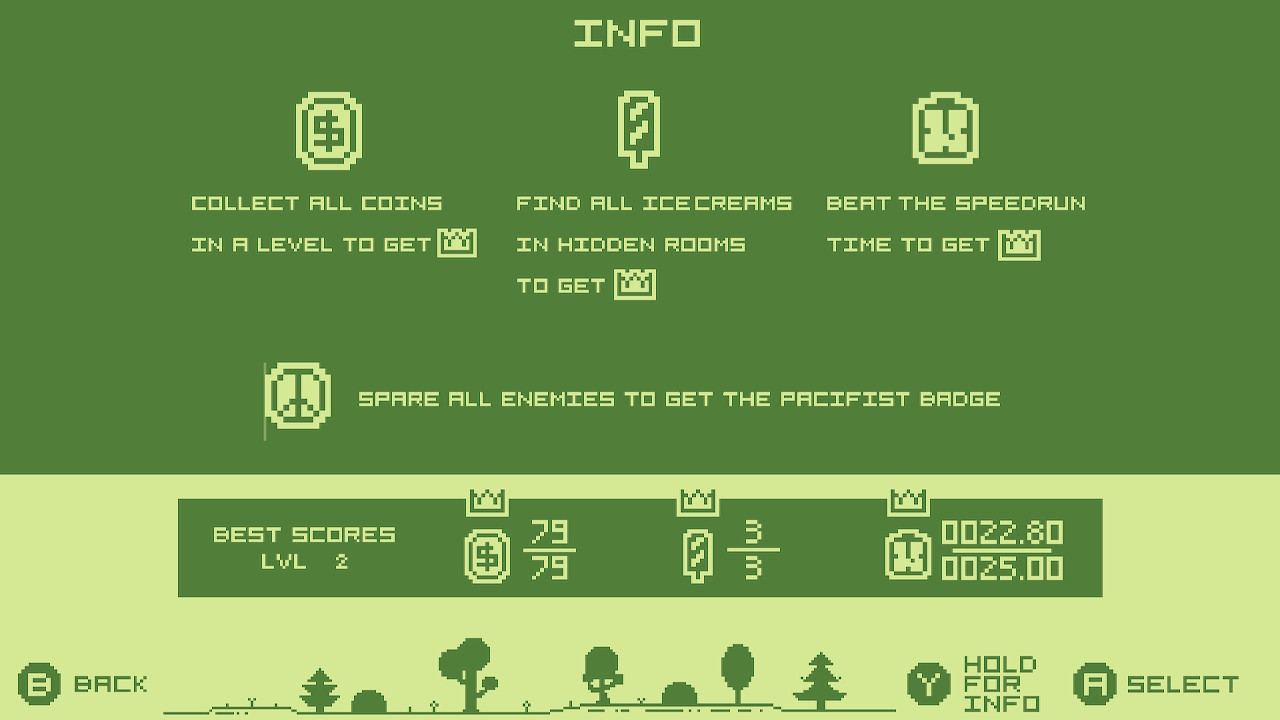 INFO
COLLECT ALL COINS
IN A LEVEL TO GET
FIND ALL ICECREAMS
IN HIDDEN ROOMS
TO GET
BEAT THE SPEEDRUN
TIME TO GET
SPARE ALL ENEMIES TO GET THE PACIFIST BADGE
BEST SCORES
LVL 2
79
79
3
3
0022.80
0025.00
B BACK
Y HOLD
FOR
INFO
A SELECT